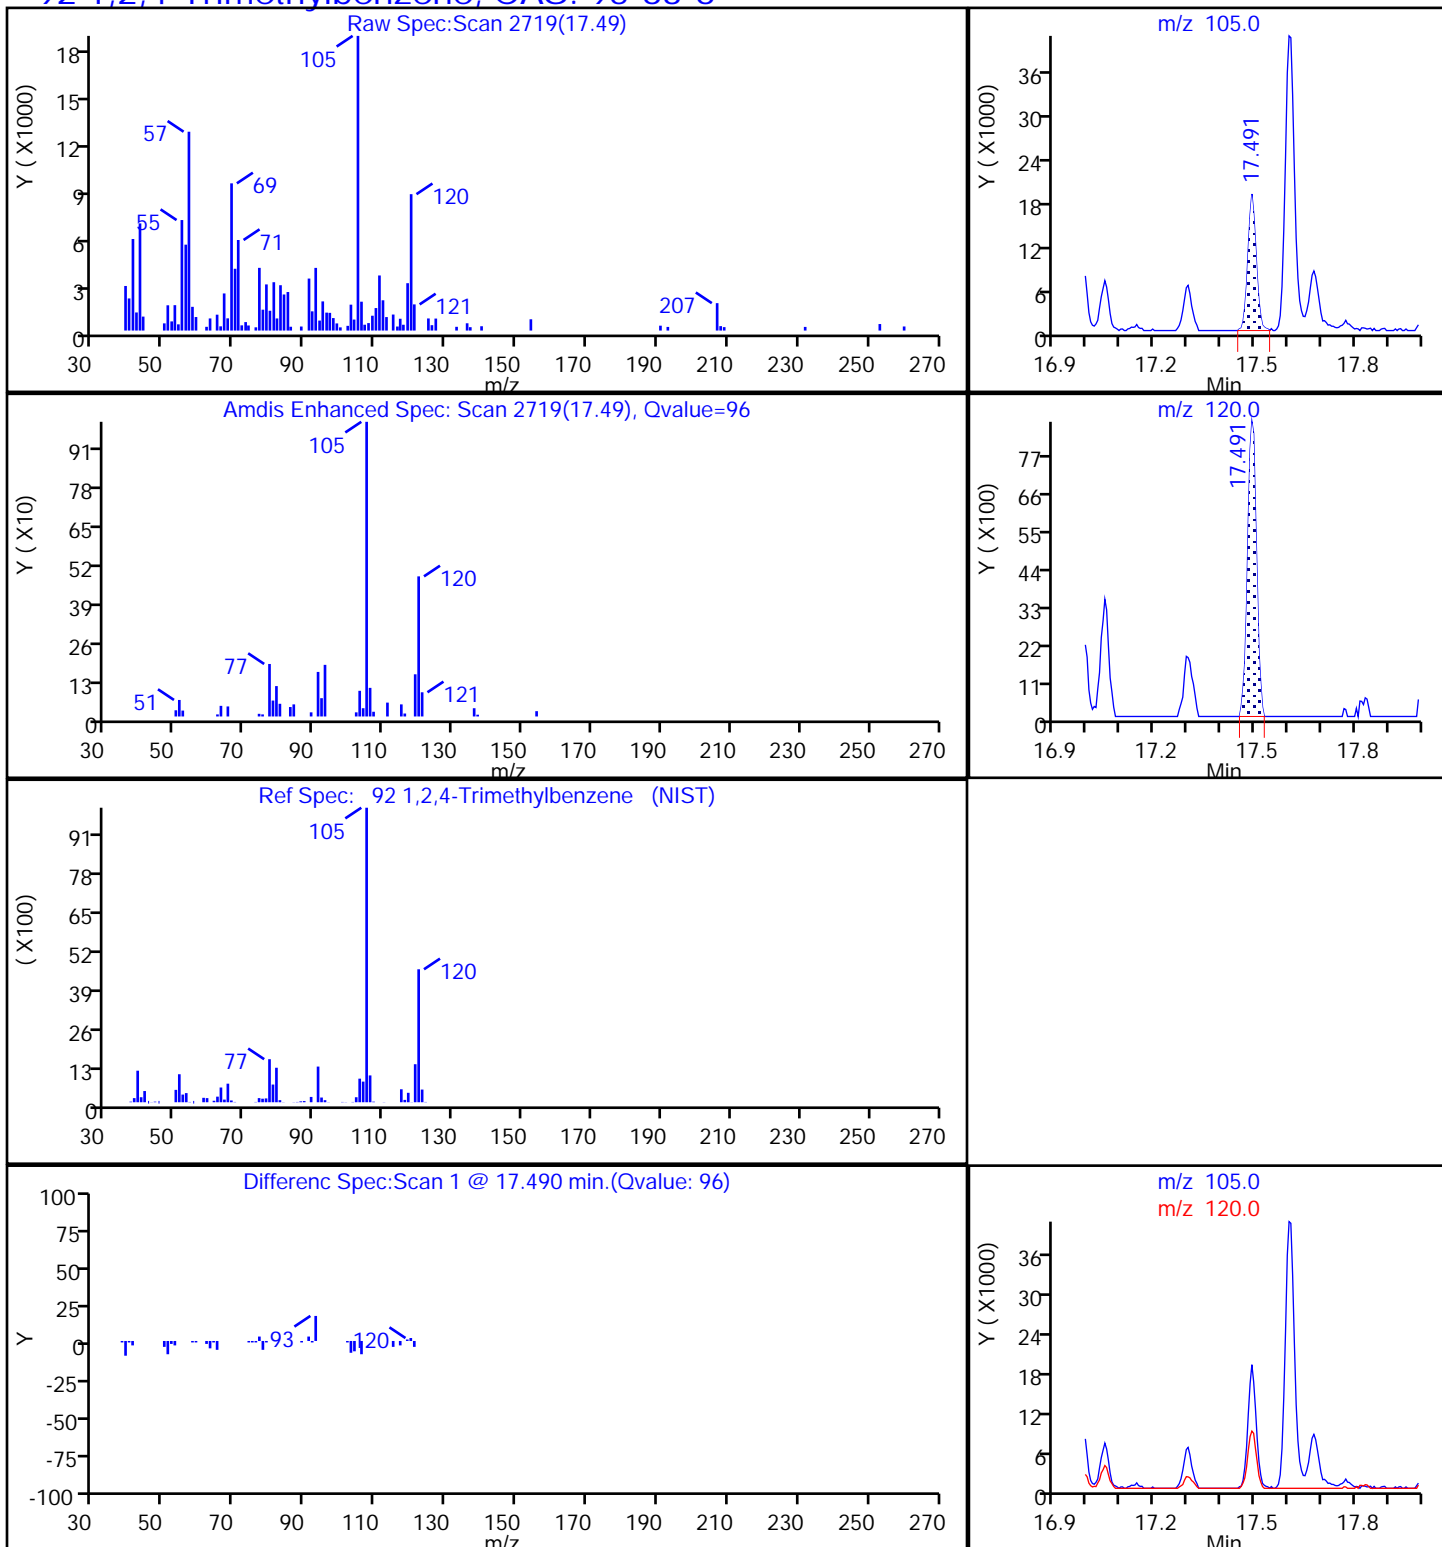 92 1,2,4-Trimethylbenzene, CAS: 95-63-6
Raw Spec:Scan 2719(17.49)
Y ( X1000)
18
15
12
9
6
3
0
105
57
55
69
71
120
121
207
30 50 70 90 110 130 150 170 190 210 230 250 270
m/z
m/z 105.0
Y ( X1000)
36
30
24
18
12
6
0
17.491
16.9 17.2 17.5 17.8
Min
Amdis Enhanced Spec: Scan 2719(17.49), Qvalue=96
Y ( X10)
91
78
65
52
39
26
13
0
105
120
77
51
121
30 50 70 90 110 130 150 170 190 210 230 250 270
m/z
m/z 120.0
Y ( X100)
77
66
55
44
33
22
11
0
17.491
16.9 17.2 17.5 17.8
Min
Ref Spec: 92 1,2,4-Trimethylbenzene (NIST)
( X100)
91
78
65
52
39
26
13
0
105
120
77
30 50 70 90 110 130 150 170 190 210 230 250 270
Differenc Spec:Scan 1 @ 17.490 min.(Qvalue: 96)
Y
100
75
50
25
0
-25
-50
-75
-100
93
120
30 50 70 90 110 130 150 170 190 210 230 250 270
m/z
m/z 105.0
m/z 120.0
Y ( X1000)
36
30
24
18
12
6
0
16.9 17.2 17.5 17.8
Min